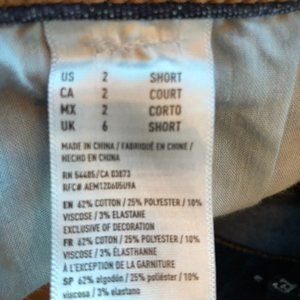 US 2 SHORT
CA 2 COURT
MX 2 CORTO
UK 6 SHORT
MADE IN CHINA / FABRIQUÉ EN CHINE /
HECHO EN CHINA
RN 54485/CA 03873
RFC# AEM120605U9A
EN 62% COTTON / 25% POLYESTER / 10%
VISCOSE / 3% ELASTANE
EXCLUSIVE OF DECORATION
FR 62% COTON / 25% POLYESTER / 10%
VISCOSE / 3% ÉLASTHANNE
À L'EXCEPTION DE LA GARNITURE
SP 62% algodón / 25% poliéster / 10%
viscosa / 3% elastano